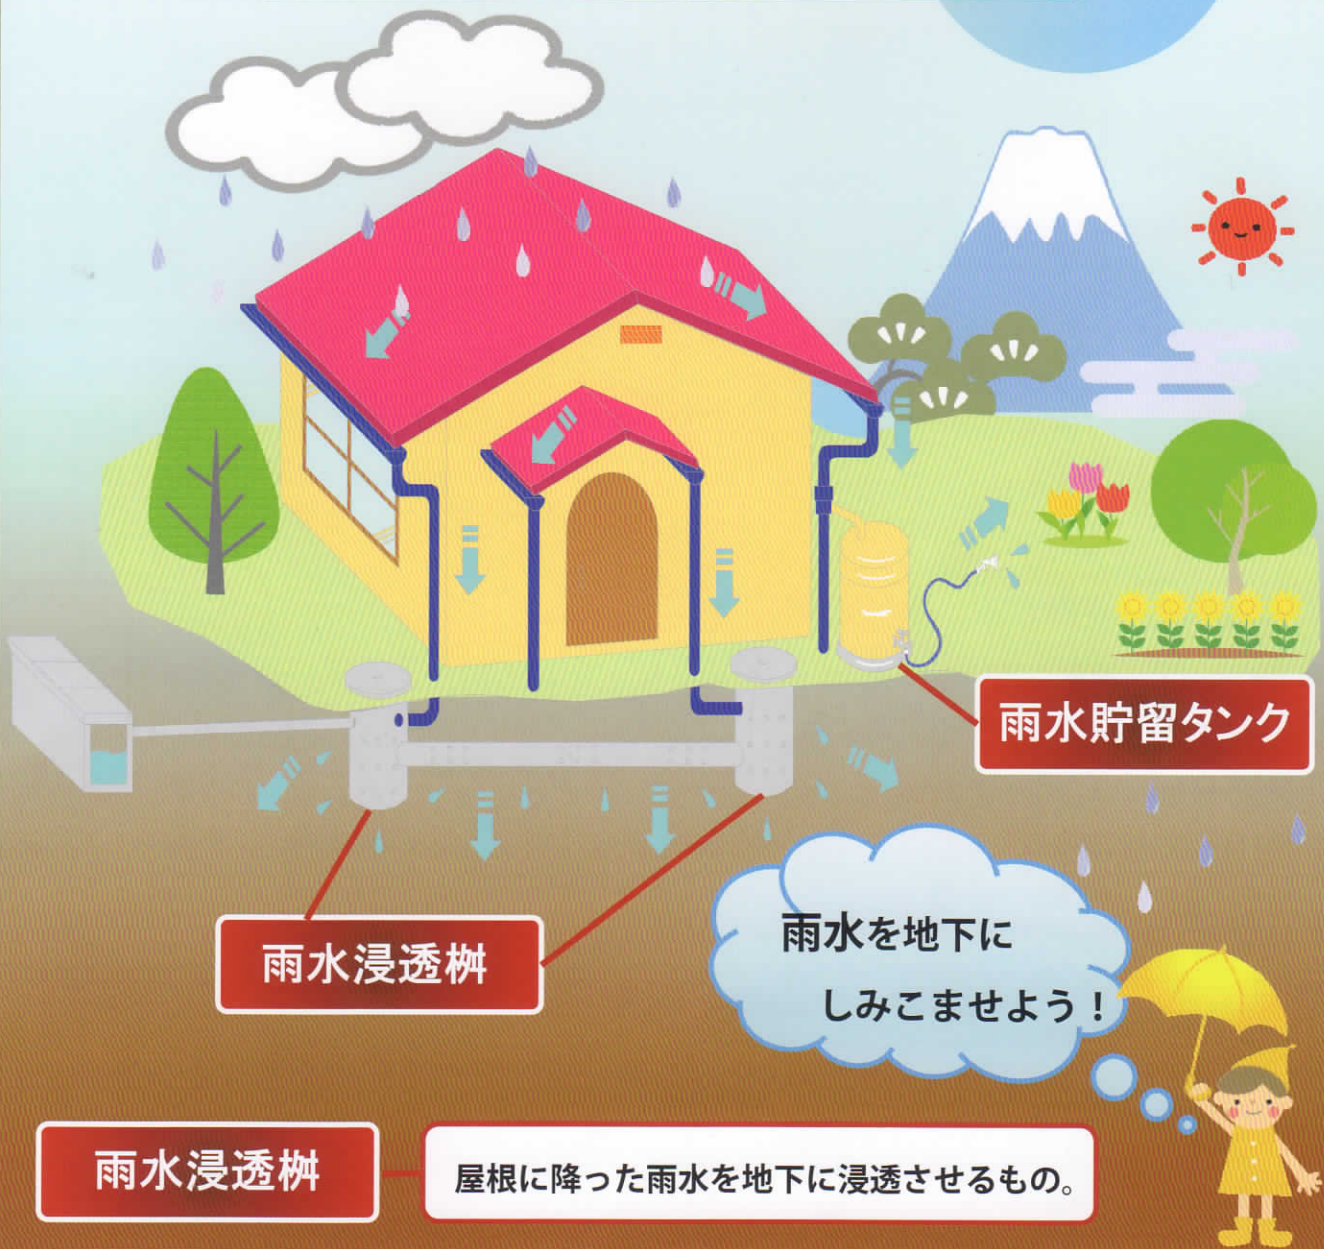 雨水貯留タンク
雨水浸透桝
雨水を地下に
しみこませよう！
雨水浸透桝
屋根に降った雨水を地下に浸透させるもの。